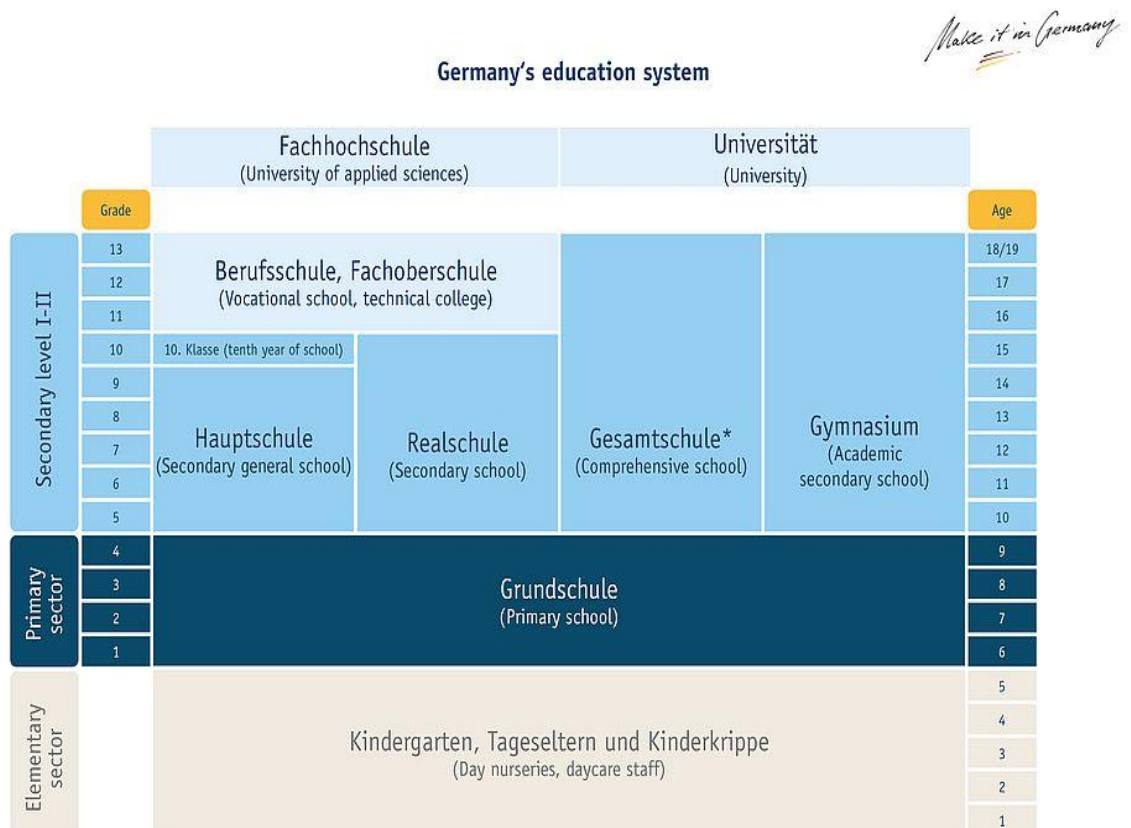 Make it in Germany
Germany‘s education system
Fachhochschule
(University of applied sciences)
Universität
(University)
Grade
Age
Secondary level I-II
13
12
11
10
9
8
7
6
5
Berufsschule, Fachoberschule
(Vocational school, technical college)
10. Klasse (tenth year of school)
Hauptschule
(Secondary general school)
Realschule
(Secondary school)
Gesamtschule*
(Comprehensive school)
Gymnasium
(Academic
secondary school)
18/19
17
16
15
14
13
12
11
10
Primary
sector
4
3
2
1
Grundschule
(Primary school)
9
8
7
6
Elementary
sector
Kindergarten, Tageseltern und Kinderkrippe
(Day nurseries, daycare staff)
5
4
3
2
1